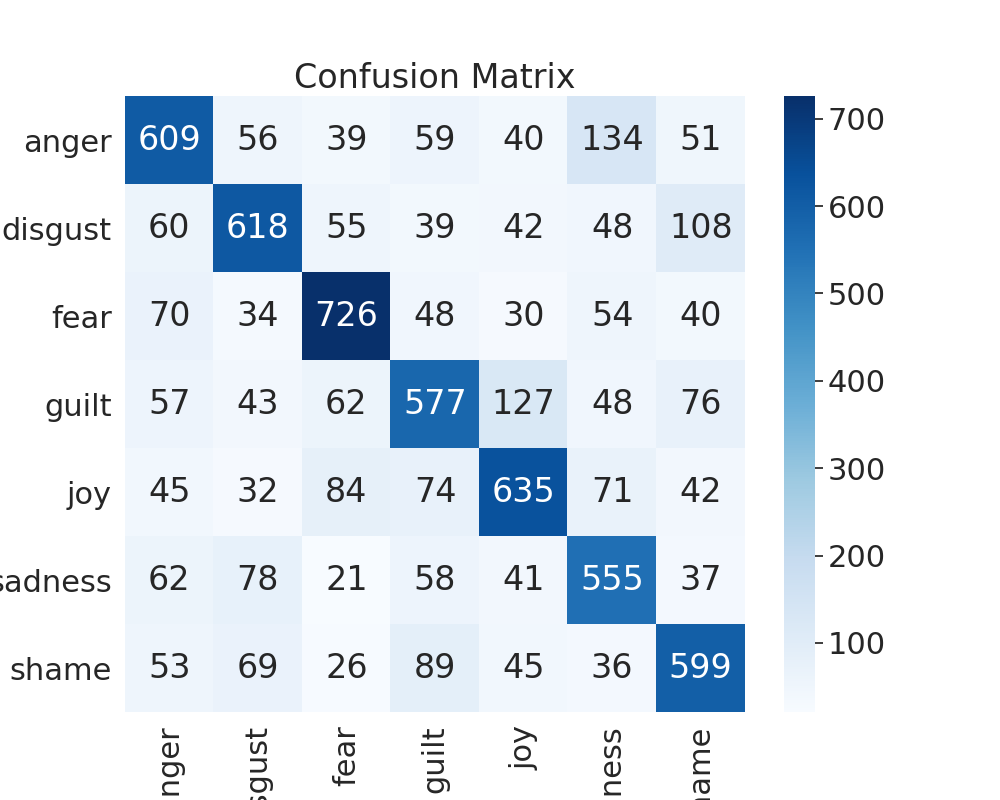 Confusion Matrix
anger 609 56 39 59 40 134 51
disgust 60 618 55 39 42 48 108
fear 70 34 726 48 30 54 40
guilt 57 43 62 577 127 48 76
joy 45 32 84 74 635 71 42
sadness 62 78 21 58 41 555 37
shame 53 69 26 89 45 36 599
nger sgust fear guilt joy ness name
700
600
500
400
300
200
100